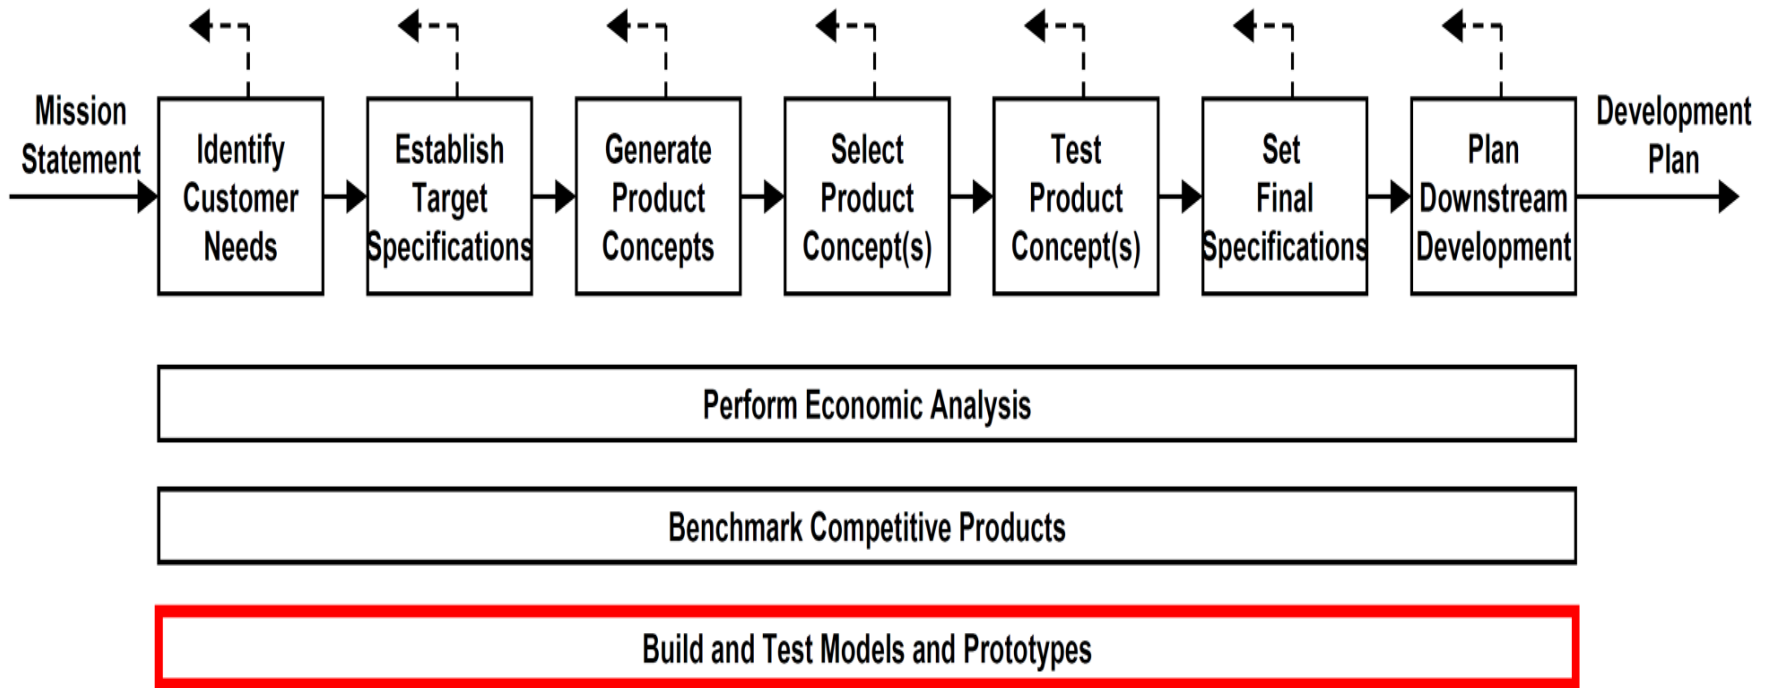 Mission
Statement
Identify
Customer
Needs
Establish
Target
Specifications
Generate
Product
Concepts
Select
Product
Concept(s)
Test
Product
Concept(s)
Set
Final
Specifications
Plan
Downstream
Development
Development
Plan
Perform Economic Analysis
Benchmark Competitive Products
Build and Test Models and Prototypes